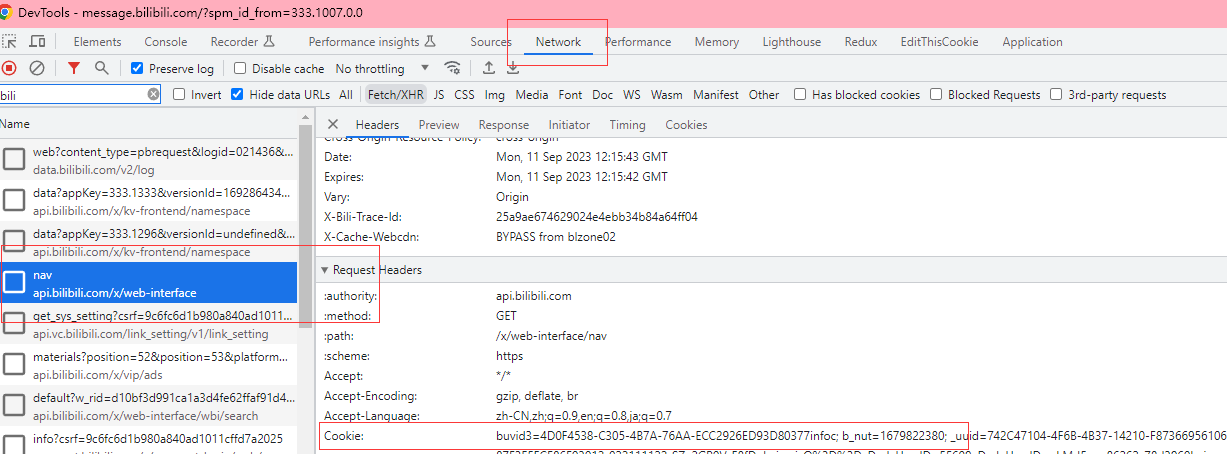 DevTools - message.bilibili.com/?spm_id_from=333.1007.0.0
Elements Console Recorder Performance insights Sources Network Performance Memory Lighthouse Redux EditThisCookie Application
Preserve log Disable cache No throttling
bili Invert Hide data URLs All Fetch/XHR JS CSS Img Media Font Doc WS Wasm Manifest Other Has blocked cookies Blocked Requests 3rd-party requests
Name
Headers Preview Response Initiator Timing Cookies
web?content_type=pbrequest&logid=021436&...
data.bilibili.com/v2/log
data?appKey=333.1333&versionId=169286434...
api.bilibili.com/x/kv-frontend/namespace
data?appKey=333.1296&versionId=undefined&...
api.bilibili.com/x/kv-frontend/namespace
nav
api.bilibili.com/x/web-interface
get_sys_setting?csrf=9c6fc6d1b980a840ad1011...
api.vc.bilibili.com/link_setting/v1/link_setting
materials?position=52&position=53&platform...
api.bilibili.com/x/vip/ads
default?w_rid=d10bf3d991ca1a3d4fe62ffaf91d4...
api.bilibili.com/x/web-interface/wbi/search
info?csrf=9c6fc6d1b980a840ad1011cffd7a2025
Cross-Origin-Resource-Policy: cross-origin
Date: Mon, 11 Sep 2023 12:15:43 GMT
Expires: Mon, 11 Sep 2023 12:15:42 GMT
Vary: Origin
X-Bili-Trace-Id: 25a9ae674629024e4ebb34b84a64ff04
X-Cache-Webcdn: BYPASS from blzone02
Request Headers
:authority: api.bilibili.com
:method: GET
:path: /x/web-interface/nav
:scheme: https
Accept: */*
Accept-Encoding: gzip, deflate, br
Accept-Language: zh-CN,zh;q=0.9,en;q=0.8,ja;q=0.7
Cookie: buvid3=4D0F4538-C305-4B7A-76AA-ECC2926ED93D80377infoc; b_nut=1679822380; _uuid=742C47104-4F6B-4B37-14210-F87366956106